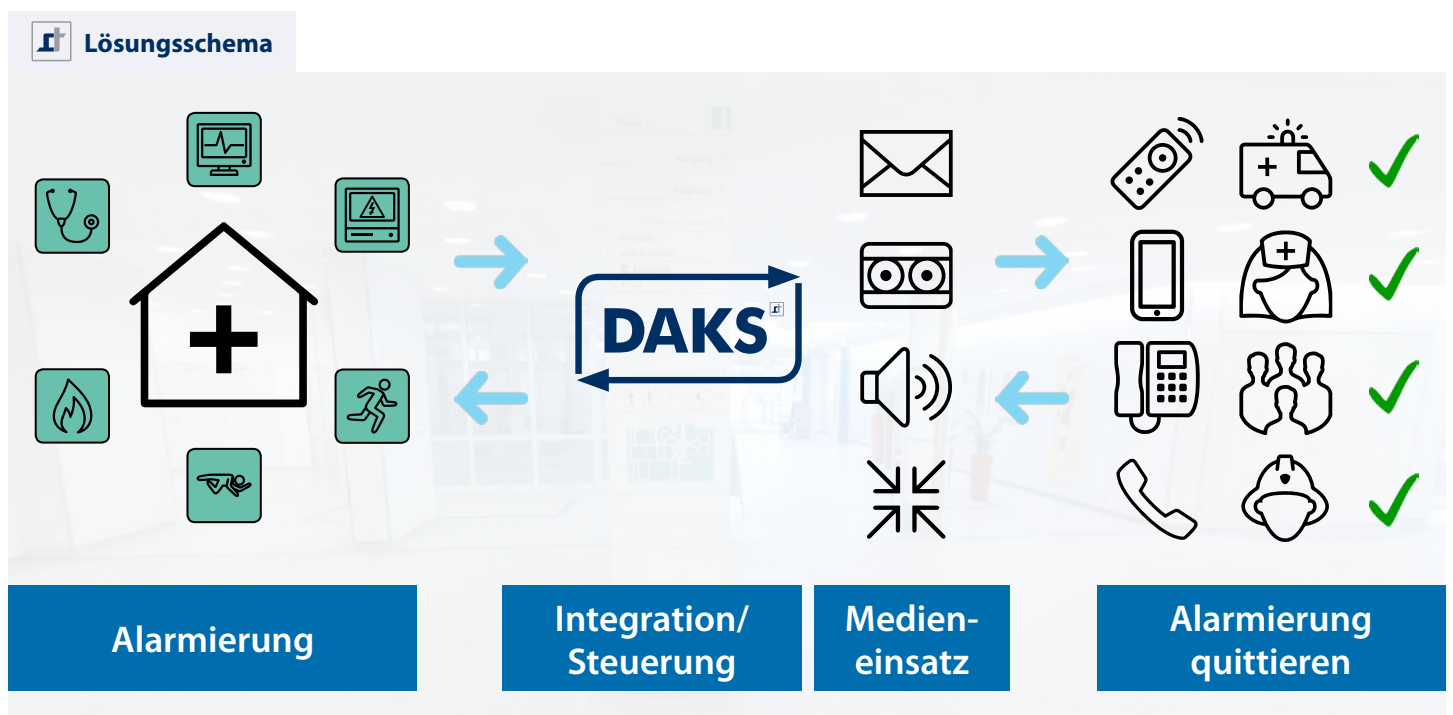 Lösungsschema
DAKS
Alarmierung
Integration/
Steuerung
Medien-
einsatz
Alarmierung
quittieren